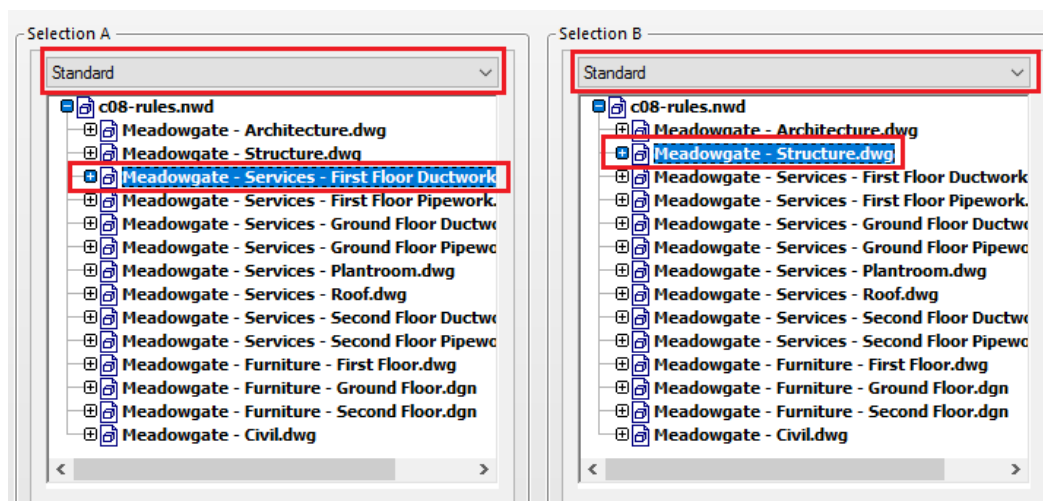 Selection A
Standard
c08-rules.nwd
Meadowgate - Architecture.dwg
Meadowgate - Structure.dwg
Meadowgate - Services - First Floor Ductwork
Meadowgate - Services - First Floor Pipework.
Meadowgate - Services - Ground Floor Ductwo
Meadowgate - Services - Ground Floor Pipewo
Meadowgate - Services - Plantroom.dwg
Meadowgate - Services - Roof.dwg
Meadowgate - Services - Second Floor Ductwo
Meadowgate - Services - Second Floor Pipewo
Meadowgate - Furniture - First Floor.dwg
Meadowgate - Furniture - Ground Floor.dgn
Meadowgate - Furniture - Second Floor.dgn
Meadowgate - Civil.dwg
Selection B
Standard
c08-rules.nwd
Meadowgate - Architecture.dwg
Meadowgate - Structure.dwg
Meadowgate - Services - First Floor Ductwork
Meadowgate - Services - First Floor Pipework.
Meadowgate - Services - Ground Floor Ductwo
Meadowgate - Services - Ground Floor Pipewo
Meadowgate - Services - Plantroom.dwg
Meadowgate - Services - Roof.dwg
Meadowgate - Services - Second Floor Ductwo
Meadowgate - Services - Second Floor Pipewo
Meadowgate - Furniture - First Floor.dwg
Meadowgate - Furniture - Ground Floor.dgn
Meadowgate - Furniture - Second Floor.dgn
Meadowgate - Civil.dwg